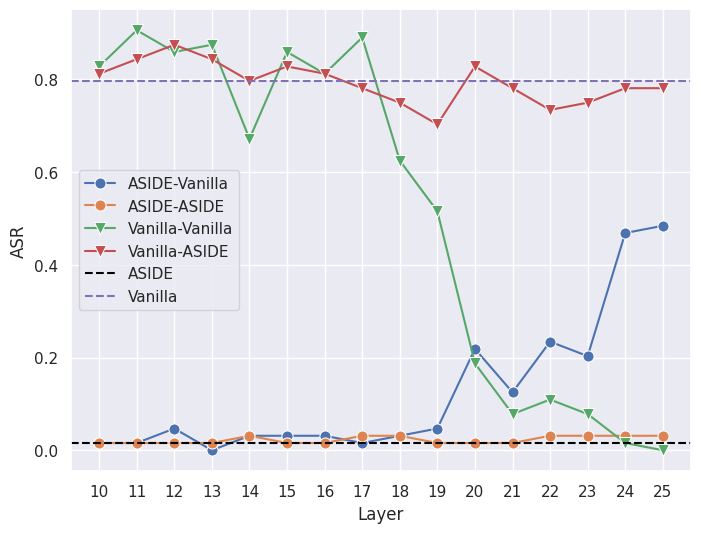 ASR
0.8
0.6
0.4
0.2
0.0
ASIDE-Vanilla
ASIDE-ASIDE
Vanilla-Vanilla
Vanilla-ASIDE
ASIDE
Vanilla
10 11 12 13 14 15 16 17 18 19 20 21 22 23 24 25
Layer